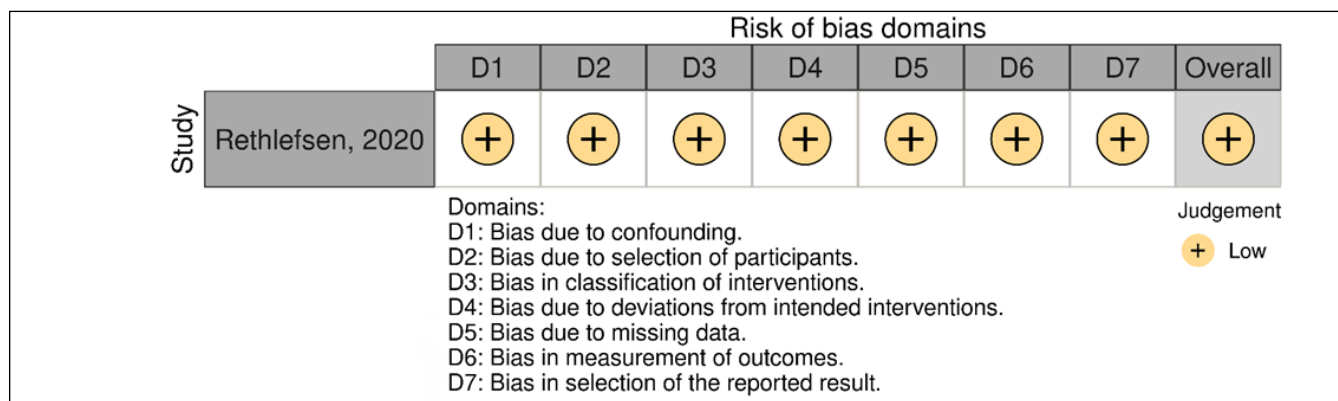 Risk of bias domains
D1 D2 D3 D4 D5 D6 D7 Overall
Study
Rethlefsen, 2020 + + + + + + + +
Domains:
D1: Bias due to confounding.
D2: Bias due to selection of participants.
D3: Bias in classification of interventions.
D4: Bias due to deviations from intended interventions.
D5: Bias due to missing data.
D6: Bias in measurement of outcomes.
D7: Bias in selection of the reported result.
Judgement
+ Low